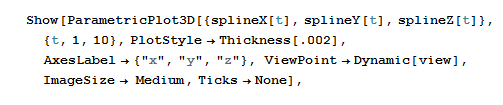 Show[ParametricPlot3D[{splineX[t], splineY[t], splineZ[t]},
{t, 1, 10}, PlotStyle → Thickness[.002],
AxesLabel → {"x", "y", "z"}, ViewPoint → Dynamic[view],
ImageSize → Medium, Ticks → None],